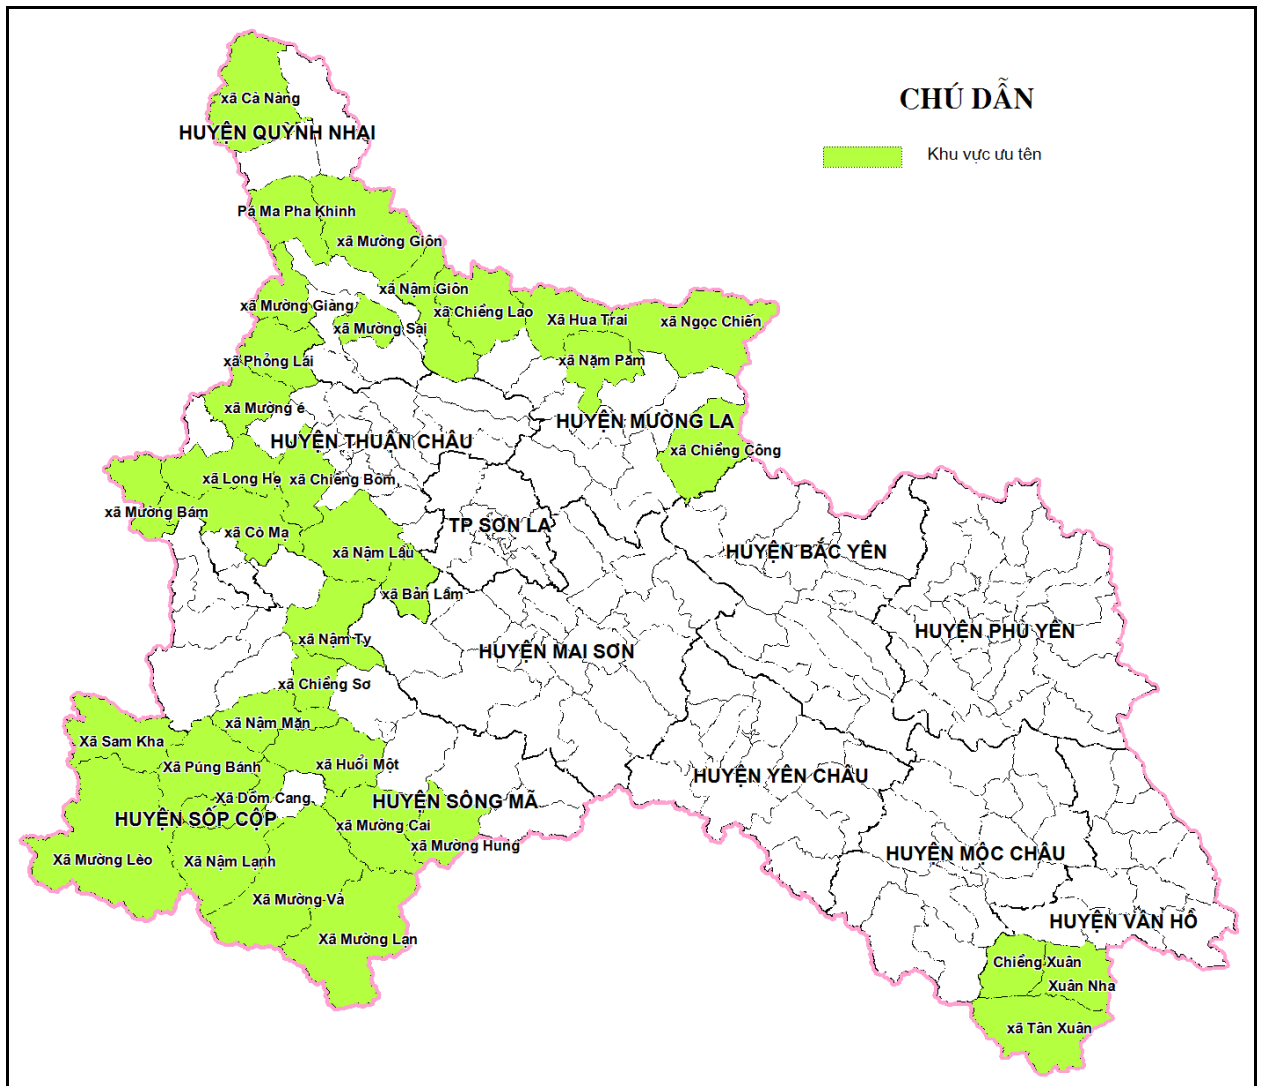 CHÚ DẪN
Khu vực ưu tên
xã Cà Nàng
HUYỆN QUỲNH NHAI
Pá Ma Pha Khinh
xã Mường Giôn
xã Nậm Giôn
xã Mường Giàng
xã Chiềng Lao
xã Mường Sại
Xã Hua Trai
xã Ngọc Chiến
xã Phỏng Lái
xã Nặm Păm
xã Mường é
HUYỆN MƯỜNG LA
HUYỆN THUẬN CHÂU
xã Chiềng Công
xã Long Hẹ
xã Chiềng Bôm
xã Mường Bám
xã Cò Mạ
TP SƠN LA
xã Nậm Lầu
HUYỆN BẮC YÊN
xã Bản Lầm
HUYỆN PHÙ YÊN
xã Nậm Ty
HUYỆN MAI SƠN
xã Chiềng Sơ
xã Nậm Mằn
Xã Sam Kha
Xã Púng Bánh
xã Huổi Một
HUYỆN YÊN CHÂU
Xã Dồm Cang
HUYỆN SÔNG MÃ
HUYỆN SỐP CỘP
xã Mường Cai
xã Mường Hung
HUYỆN MỘC CHÂU
Xã Mường Lèo
Xã Nậm Lạnh
Xã Mường Và
HUYỆN VÂN HỒ
Xã Mường Lạn
Chiềng Xuân
Xuân Nha
xã Tân Xuân